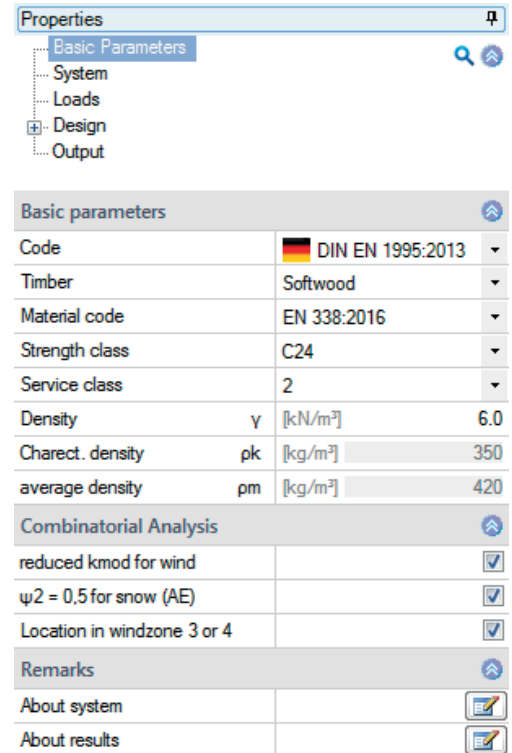 Properties
Basic Parameters
System
Loads
Design
Output
Basic parameters
Code DIN EN 1995:2013
Timber Softwood
Material code EN 338:2016
Strength class C24
Service class 2
Density γ [kN/m³] 6.0
Charect. density ρk [kg/m³] 350
average density ρm [kg/m³] 420
Combinatorial Analysis
reduced kmod for wind
ψ2 = 0,5 for snow (AE)
Location in windzone 3 or 4
Remarks
About system
About results